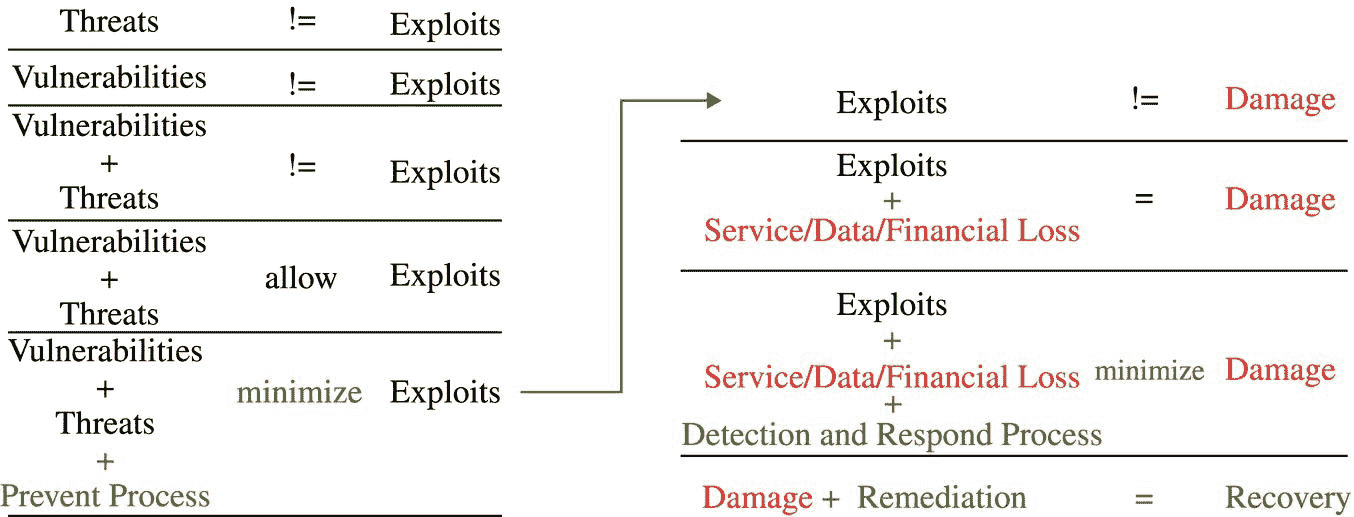 Threats != Exploits
Vulnerabilities != Exploits
Vulnerabilities
+ != Exploits
Threats
Vulnerabilities
+ allow Exploits
Threats
Vulnerabilities
+ minimize Exploits
Threats
+
Prevent Process
Exploits != Damage
Exploits
+ = Damage
Service/Data/Financial Loss
Exploits
+
Service/Data/Financial Loss minimize Damage
+
Detection and Respond Process
Damage + Remediation = Recovery